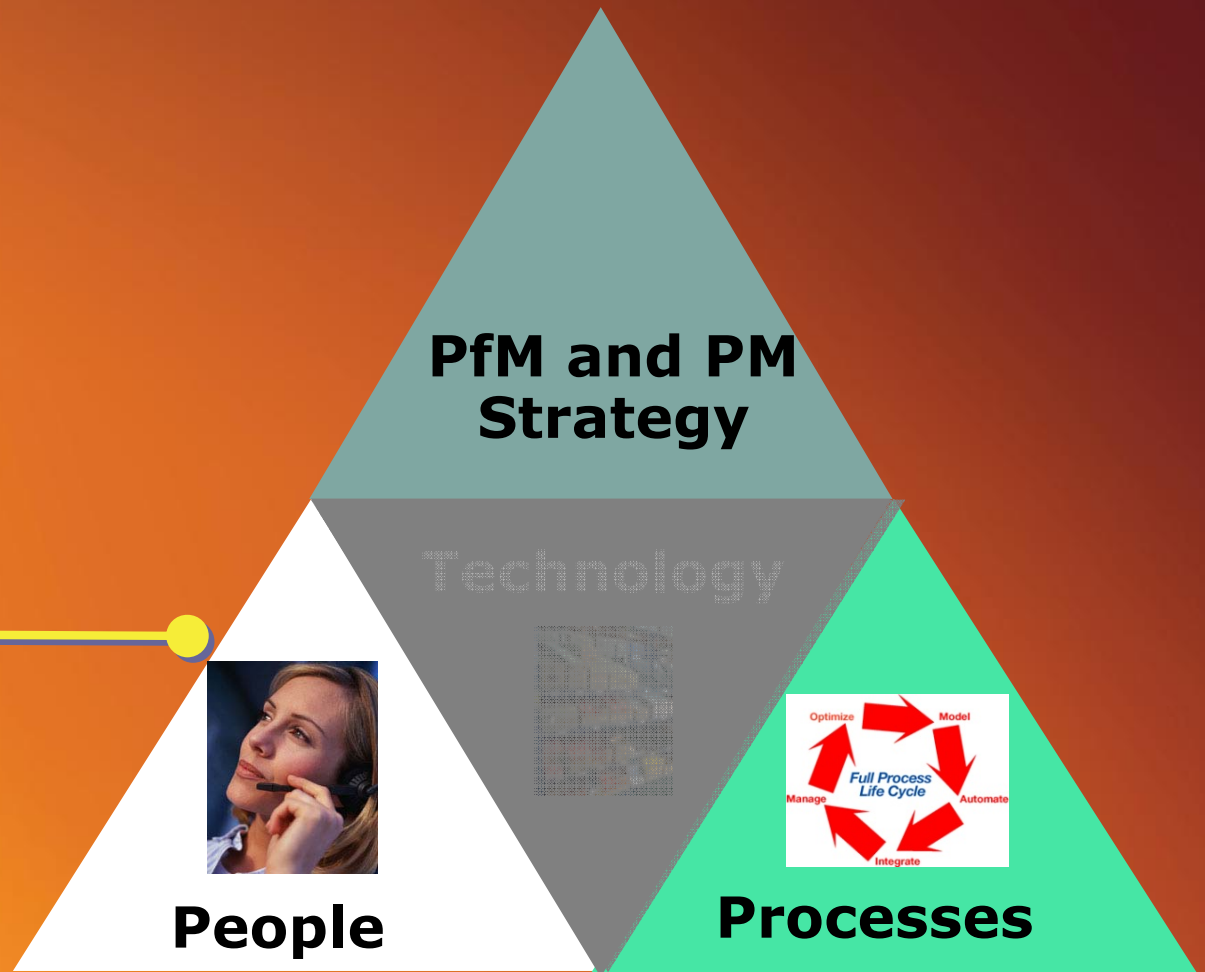 PfM and PM
Strategy
Technology
Optimize
Model
Full Process
Life Cycle
Manage
Automate
Integrate
People
Processes